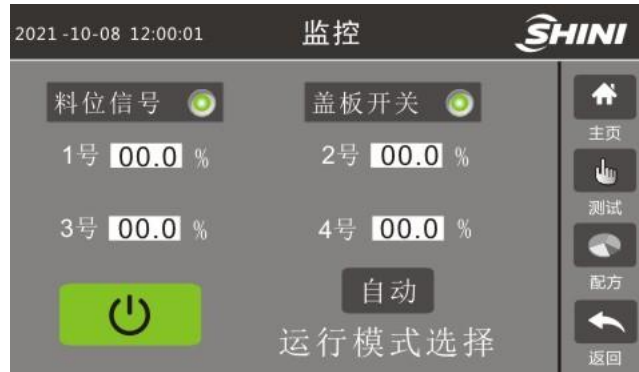 2021-10-08 12:00:01 监控 SHINI
料位信号 盖板开关
1号 00.0 % 2号 00.0 %
3号 00.0 % 4号 00.0 %
自动
运行模式选择
主页
测试
配方
返回